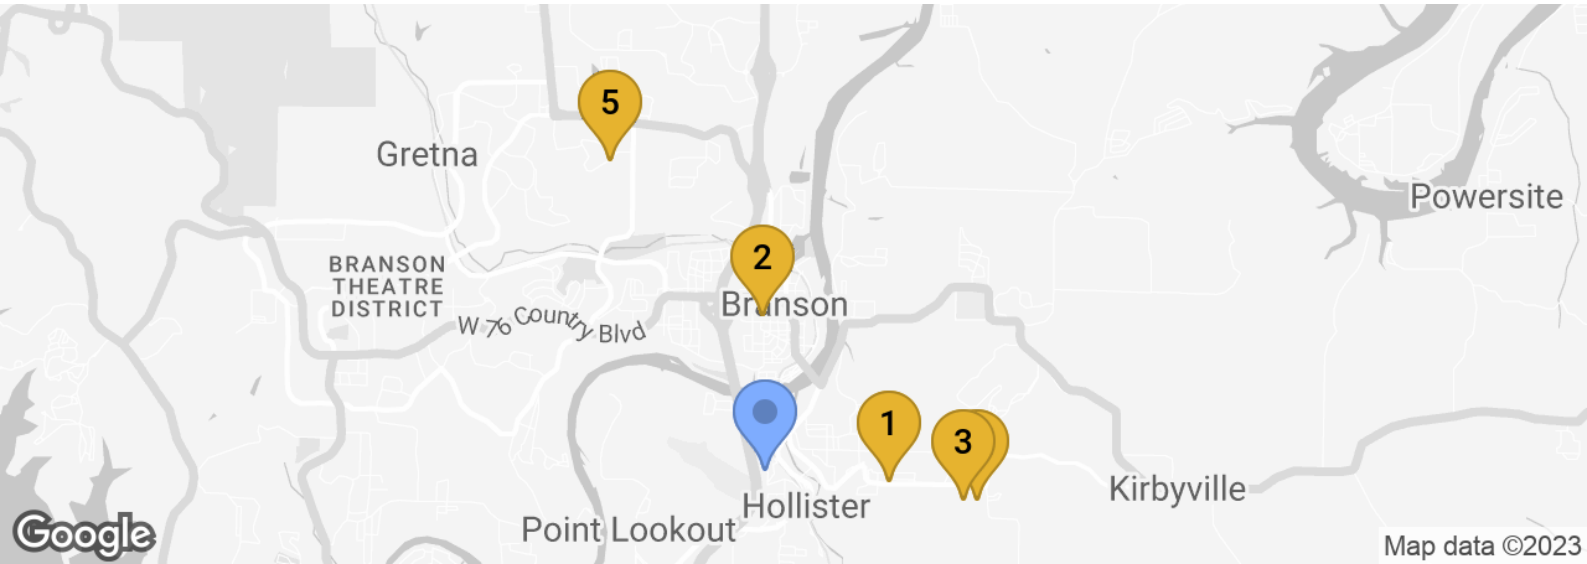 5
Gretna
Powersite
2
BRANSON
THEATRE
DISTRICT
Branson
W 76 Country Blvd
1
3
Kirbyville
Hollister
Point Lookout
Google
Map data ©2023